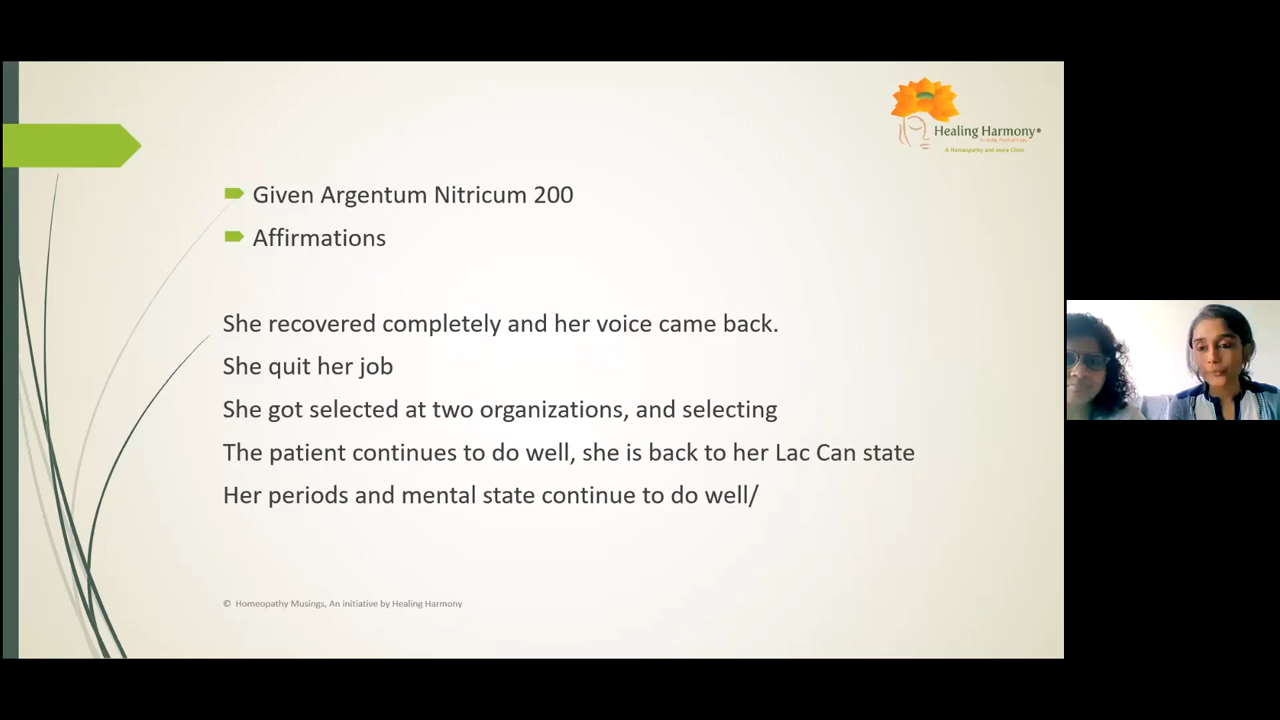 Healing Harmony®
A Homeopathy and more Clinic
Given Argentum Nitricum 200
Affirmations
She recovered completely and her voice came back.
She quit her job
She got selected at two organizations, and selecting
The patient continues to do well, she is back to her Lac Can state
Her periods and mental state continue to do well/
© Homeopathy Musings, An initiative by Healing Harmony